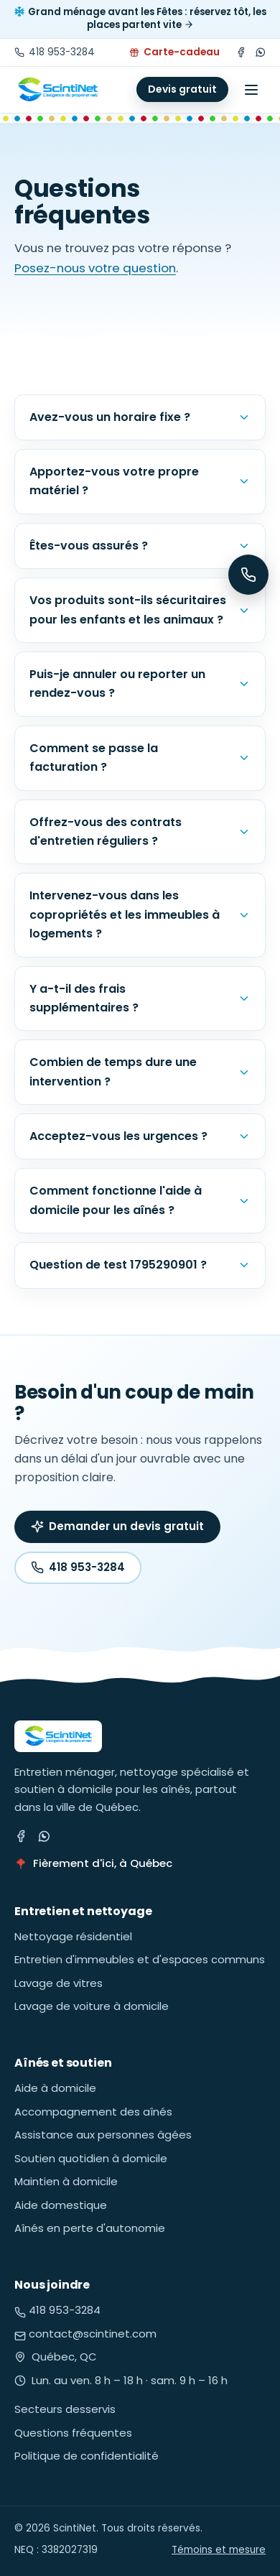 Grand ménage avant les Fêtes : réservez tôt, les
places partent vite →
418 953-3284
Carte-cadeau
ScintiNet
Devis gratuit
Questions
fréquentes
Vous ne trouvez pas votre réponse ?
Posez-nous votre question.
Avez-vous un horaire fixe ?
Apportez-vous votre propre
matériel ?
Êtes-vous assurés ?
Vos produits sont-ils sécuritaires
pour les enfants et les animaux ?
Puis-je annuler ou reporter un
rendez-vous ?
Comment se passe la
facturation ?
Offrez-vous des contrats
d'entretien réguliers ?
Intervenez-vous dans les
copropriétés et les immeubles à
logements ?
Y a-t-il des frais
supplémentaires ?
Combien de temps dure une
intervention ?
Acceptez-vous les urgences ?
Comment fonctionne l'aide à
domicile pour les aînés ?
Question de test 1795290901 ?
Besoin d'un coup de main
?
Décrivez votre besoin : nous vous rappelons
dans un délai d'un jour ouvrable avec une
proposition claire.
Demander un devis gratuit
418 953-3284
ScintiNet
Entretien ménager, nettoyage spécialisé et
soutien à domicile pour les aînés, partout
dans la ville de Québec.
Fièrement d'ici, à Québec
Entretien et nettoyage
Nettoyage résidentiel
Entretien d'immeubles et d'espaces communs
Lavage de vitres
Lavage de voiture à domicile
Aînés et soutien
Aide à domicile
Accompagnement des aînés
Assistance aux personnes âgées
Soutien quotidien à domicile
Maintien à domicile
Aide domestique
Aînés en perte d'autonomie
Nous joindre
418 953-3284
contact@scintinet.com
Québec, QC
Lun. au ven. 8 h – 18 h · sam. 9 h – 16 h
Secteurs desservis
Questions fréquentes
Politique de confidentialité
© 2026 ScintiNet. Tous droits réservés.
NEQ : 3382027319
Témoins et mesure